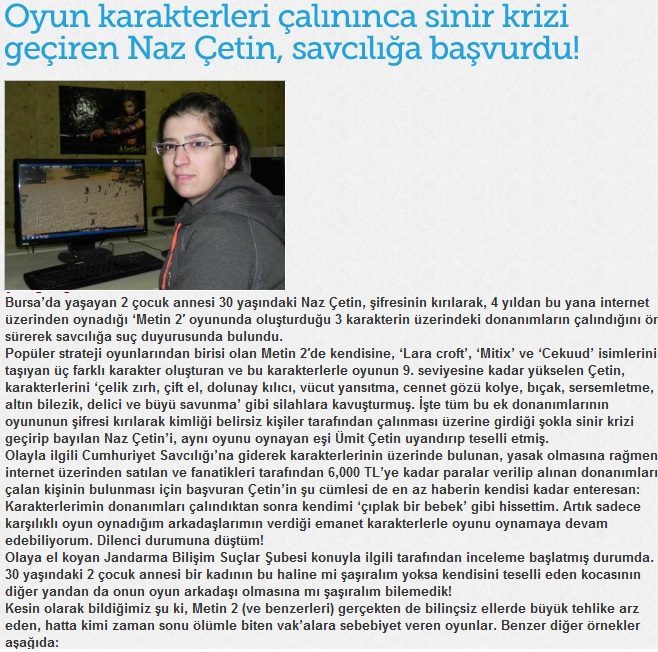 Oyun karakterleri çalınınca sinir krizi
geçiren Naz Çetin, savcılığa başvurdu!
Bursa'da yaşayan 2 çocuk annesi 30 yaşındaki Naz Çetin, şifresinin kırılarak, 4 yıldan bu yana internet
üzerinden oynadığı ‘Metin 2′ oyununda oluşturduğu 3 karakterin üzerindeki donanımların çalındığını ör
sürerek savcılığa suç duyurusunda bulundu.
Popüler strateji oyunlarından birisi olan Metin 2′de kendisine, ‘Lara croft’, ‘Mitix’ ve ‘Cekuud’ isimlerini
taşıyan üç farklı karakter oluşturan ve bu karakterlerle oyunun 9. seviyesine kadar yükselen Çetin,
karakterlerini ‘çelik zırh, çift el, dolunay kılıcı, vücut yansıtma, cennet gözü kolye, bıçak, sersemletme,
altın bilezik, delici ve büyü savunma’ gibi silahlara kavuşturmuş. İşte tüm bu ek donanımlarının
oyununun şifresi kırılarak kimliği belirsiz kişiler tarafından çalınması üzerine girdiği şokla sinir krizi
geçirip bayılan Naz Çetin’i, aynı oyunu oynayan eşi Ümit Çetin uyandırıp teselli etmiş.
Olayla ilgili Cumhuriyet Savcılığı’na giderek karakterlerinin üzerinde bulunan, yasak olmasına rağmen
internet üzerinden satılan ve fanatikleri tarafından 6,000 TL’ye kadar paralar verilip alınan donanımları
çalan kişinin bulunması için başvuran Çetin’in şu cümlesi de en az haberin kendisi kadar enteresan:
Karakterlerimin donanımları çalındıktan sonra kendimi ‘çıplak bir bebek’ gibi hissettim. Artık sadece
karşılıklı oyun oynadığım arkadaşlarımın verdiği emanet karakterlerle oyunu oynamaya devam
edebiliyorum. Dilenci durumuna düştüm!
Olaya el koyan Jandarma Bilişim Suçlar Şubesi konuyla ilgili tarafından inceleme başlatmış durumda.
30 yaşındaki 2 çocuk annesi bir kadının bu haline mi şaşıralım yoksa kendisini teselli eden kocasının
diğer yandan da onun oyun arkadaşı olmasına mı şaşıralım bilemedik!
Kesin olarak bildiğimiz şu ki, Metin 2 (ve benzerleri) gerçekten de bilinçsiz ellerde büyük tehlike arz
eden, hatta kimi zaman sonu ölümle biten vak’alara sebebiyet veren oyunlar. Benzer diğer örnekler
aşağıda: